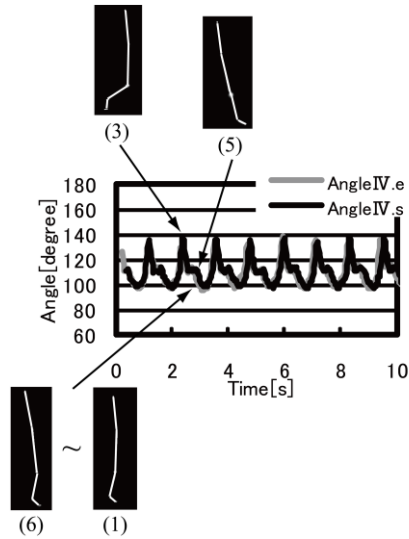 (3)
(5)
Angle[degree]
180
160
140
120
100
80
60
AngleⅣ.e
AngleⅣ.s
0 2 4 6 8 10
Time[s]
~
(6) (1)